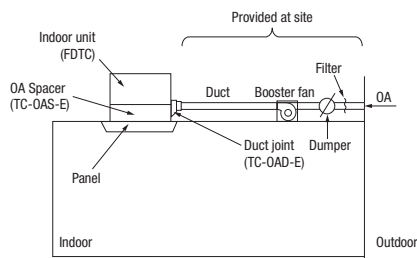 Provided at site
Indoor unit
(FDTC)
Filter
OA Spacer
(TC-OAS-E)
Duct
Booster fan
OA
Panel
Duct joint
(TC-OAD-E)
Dumper
Indoor
Outdoor